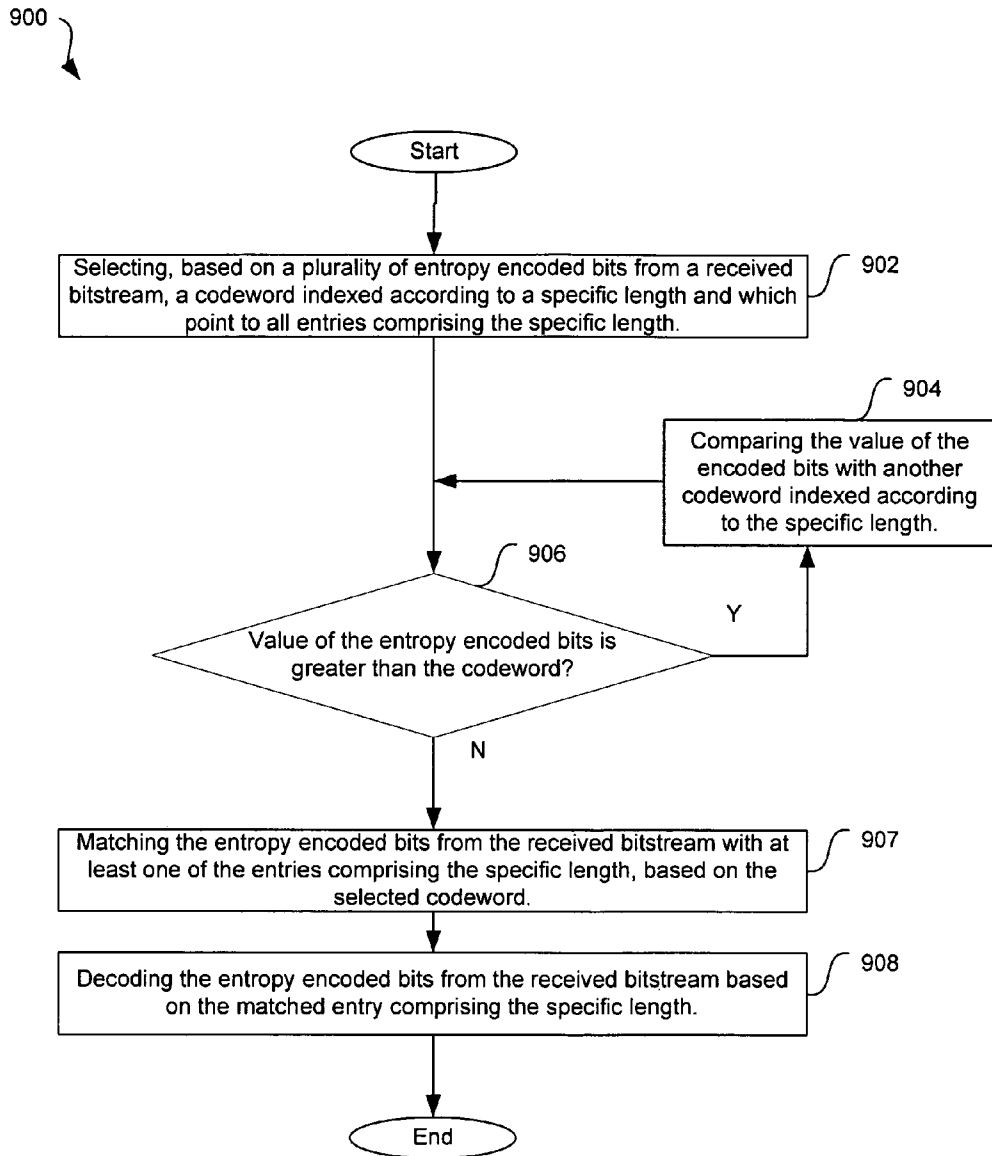 900
Start
Selecting, based on a plurality of entropy encoded bits from a received
bitstream, a codeword indexed according to a specific length and which
point to all entries comprising the specific length.
902
904
Comparing the value of the
encoded bits with another
codeword indexed according
to the specific length.
906
Value of the entropy encoded bits is
greater than the codeword?
Y
N
Matching the entropy encoded bits from the received bitstream with at
least one of the entries comprising the specific length, based on the
selected codeword.
907
Decoding the entropy encoded bits from the received bitstream based
on the matched entry comprising the specific length.
908
End